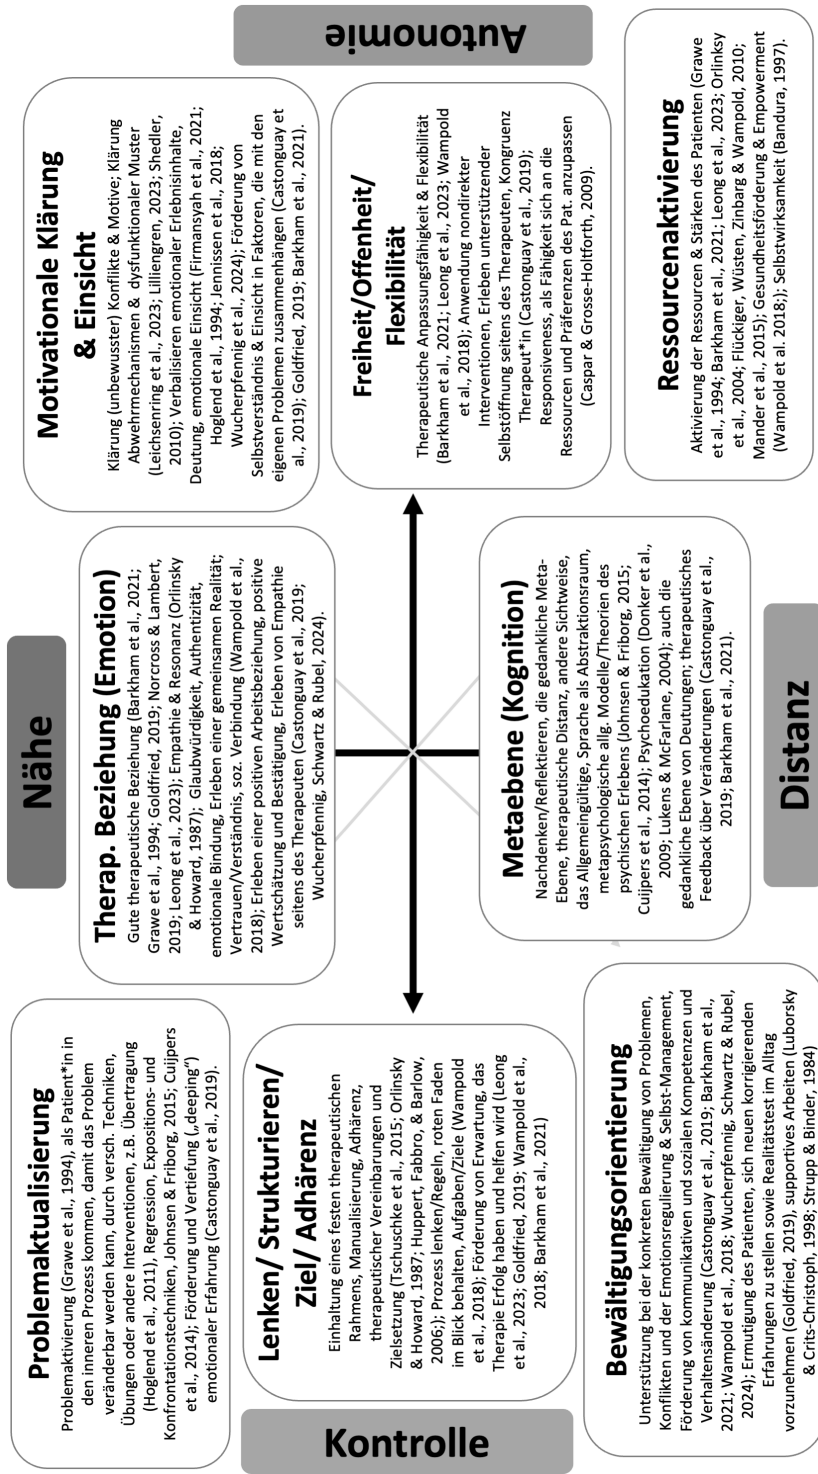 Nähe
Problemaktualisierung
Problemaktivierung (Grawe et al., 1994), als Patient*in in
den inneren Prozess kommen, damit das Problem
veränderbar werden kann, durch versch. Techniken,
Übungen oder andere Interventionen, z.B. Übertragung
(Hoglend et al., 2011), Regression, Expositions- und
Konfrontationstechniken, Johnsen & Friborg, 2015; Cuijpers
et al., 2014); Förderung und Vertiefung („deeping“)
emotionaler Erfahrung (Castonguay et al., 2019).
Therap. Beziehung (Emotion)
Gute therapeutische Beziehung (Barkham et al., 2021;
Grawe et al., 1994; Goldfried, 2019; Norcross & Lambert,
2019; Leong et al., 2023); Empathie & Resonanz (Orlinsky
& Howard, 1987); Glaubwürdigkeit, Authentizität,
emotionale Bindung, Erleben einer gemeinsamen Realität;
Vertrauen/Verständnis, soz. Verbindung (Wampold et al.,
2018); Erleben einer positiven Arbeitsbeziehung, positive
Wertschätzung und Bestätigung, Erleben von Empathie
seitens des Therapeuten (Castonguay et al., 2019;
Wucherpfennig, Schwartz & Rubel, 2024).
Motivationale Klärung
& Einsicht
Klärung (unbewusster) Konflikte & Motive; Klärung
Abwehrmechanismen & dysfunktionaler Muster
(Leichsenring et al., 2023; Lilliengren, 2023; Shedler,
2010); Verbalisieren emotionaler Erlebnisinhalte,
Deutung, emotionale Einsicht (Firmansyah et al., 2021;
Hoglend et al., 1994; Jennissen et al., 2018;
Wucherpfennig et al., 2024); Förderung von
Selbstverständnis & Einsicht in Faktoren, die mit den
eigenen Problemen zusammenhängen (Castonguay et
al., 2019); Goldfried, 2019; Barkham et al., 2021).
Kontrolle
Lenken/ Strukturieren/
Ziel/ Adhärenz
Einhaltung eines festen therapeutischen
Rahmens, Manualisierung, Adhärenz,
therapeutischer Vereinbarungen und
Zielsetzung (Tschuschke et al., 2015; Orlinsky
& Howard, 1987; Huppert, Fabbro, & Barlow,
2006;); Prozess lenken/Regeln, roten Faden
im Blick behalten, Aufgaben/Ziele (Wampold
et al., 2018); Förderung von Erwartung, das
Therapie Erfolg haben und helfen wird (Leong
et al., 2023; Goldfried, 2019; Wampold et al.,
2018; Barkham et al., 2021)
Freiheit/Offenheit/
Flexibilität
Therapeutische Anpassungsfähigkeit & Flexibilität
(Barkham et al., 2021; Leong et al., 2023; Wampold
et al., 2018); Anwendung nondirekter
Interventionen, Erleben unterstützender
Selbstöffnung seitens des Therapeuten, Kongruenz
Therapeut*in (Castonguay et al., 2019);
Responsiveness, als Fähigkeit sich an die
Ressourcen und Präferenzen des Pat. anzupassen
(Caspar & Grosse-Holtforth, 2009).
Autonomie
Bewältigungsorientierung
Unterstützung bei der konkreten Bewältigung von Problemen,
Konflikten und der Emotionsregulierung & Selbst-Management,
Förderung von kommunikativen und sozialen Kompetenzen und
Verhaltensänderung (Castonguay et al., 2019; Barkham et al.,
2021; Wampold et al., 2018; Wucherpfennig, Schwartz & Rubel,
2024); Ermutigung des Patienten, sich neuen korrigierenden
Erfahrungen zu stellen sowie Realitätstest im Alltag
vorzunehmen (Goldfried, 2019), supportives Arbeiten (Luborsky
& Crits-Christoph, 1998; Strupp & Binder, 1984)
Metaebene (Kognition)
Nachdenken/Reflektieren, die gedankliche Meta-
Ebene, therapeutische Distanz, andere Sichtweise,
das Allgemeingültige, Sprache als Abstraktionsraum,
metapsychologische allg. Modelle/Theorien des
psychischen Erlebens (Johnsen & Friborg, 2015;
Cuijpers et al., 2014); Psychoedukation (Donker et al.,
2009; Lukens & McFarlane, 2004); auch die
gedankliche Ebene von Deutungen; therapeutisches
Feedback über Veränderungen (Castonguay et al.,
2019; Barkham et al., 2021).
Ressourcenaktivierung
Aktivierung der Ressourcen & Stärken des Patienten (Grawe
et al., 1994; Barkham et al., 2021; Leong et al., 2023; Orlinksy
et al., 2004; Flückiger, Wüsten, Zinbarg & Wampold, 2010;
Mander et al., 2015); Gesundheitsförderung & Empowerment
(Wampold et al. 2018;); Selbstwirksamkeit (Bandura, 1997).
Distanz